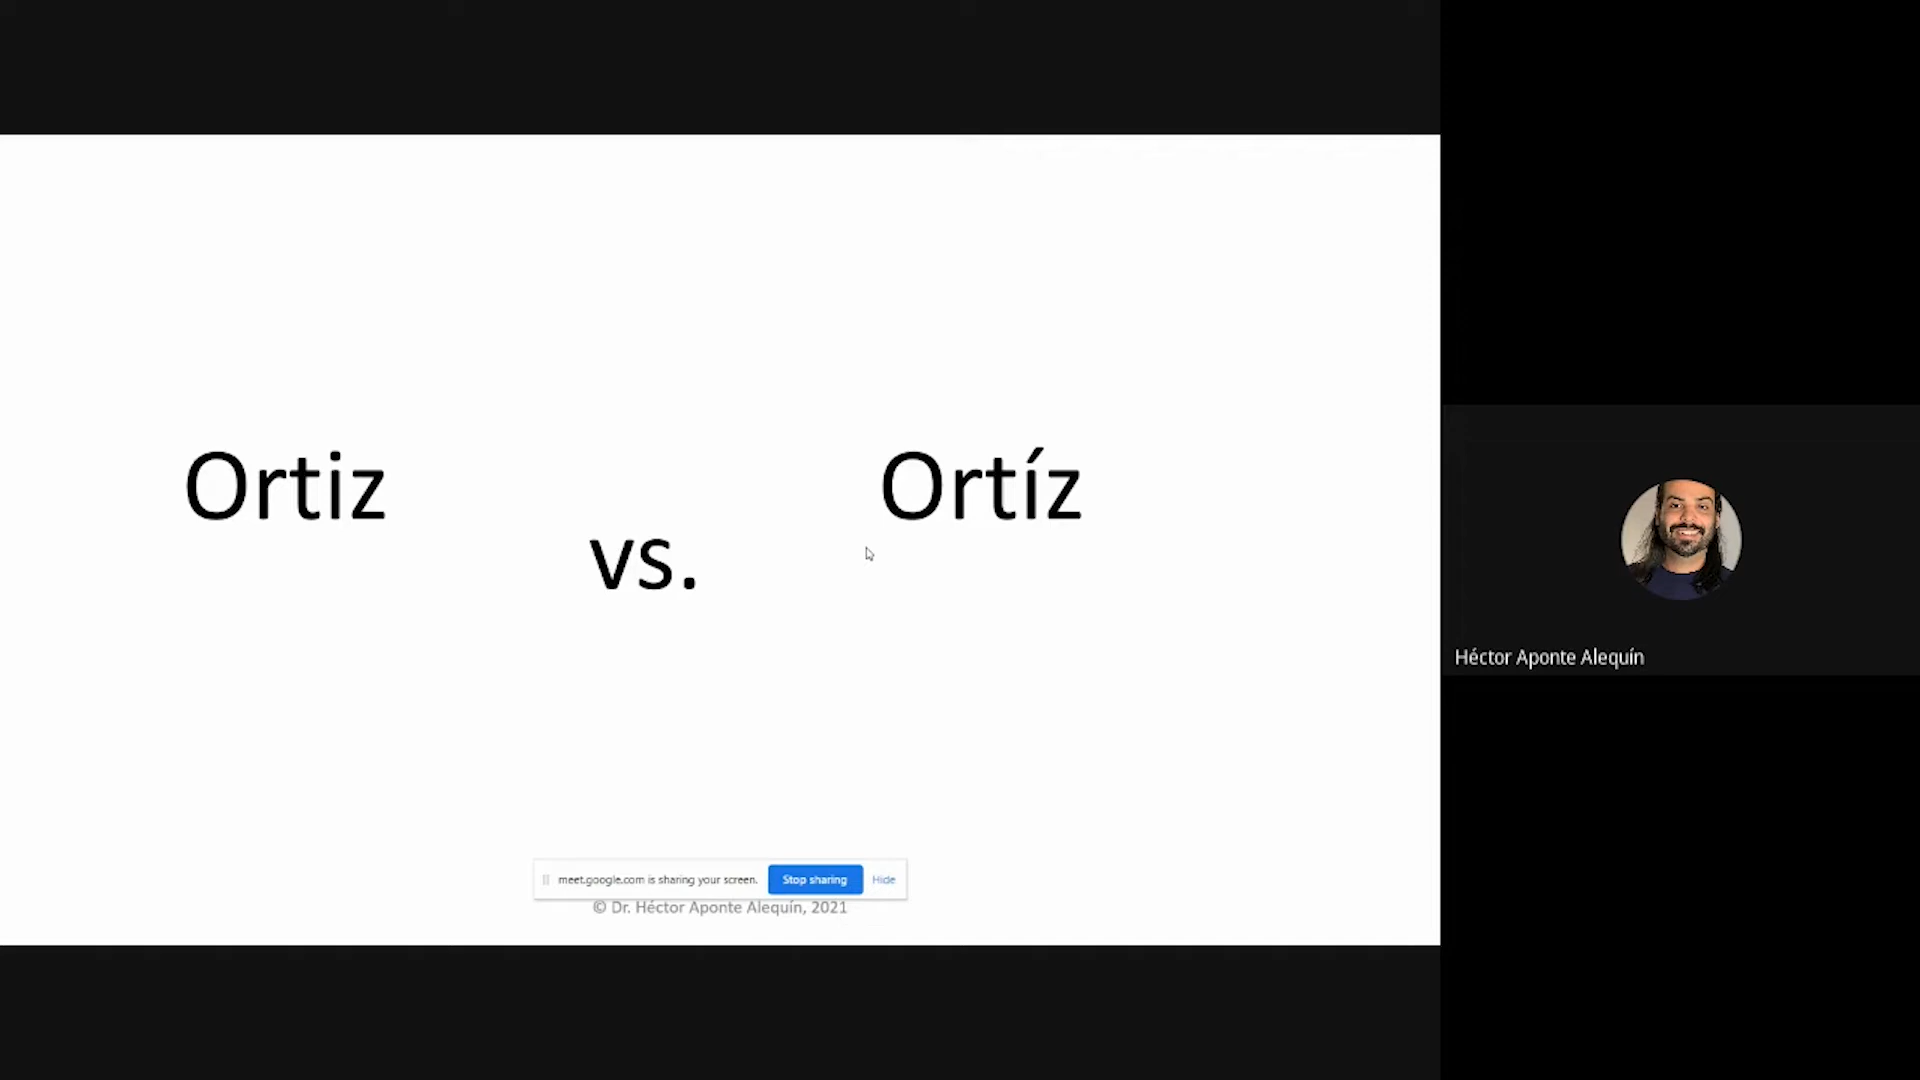 Ortiz
vs.
Ortíz
meet.google.com is sharing your screen.
Stop sharing
Hide
© Dr. Héctor Aponte Alequín, 2021
Héctor Aponte Alequín